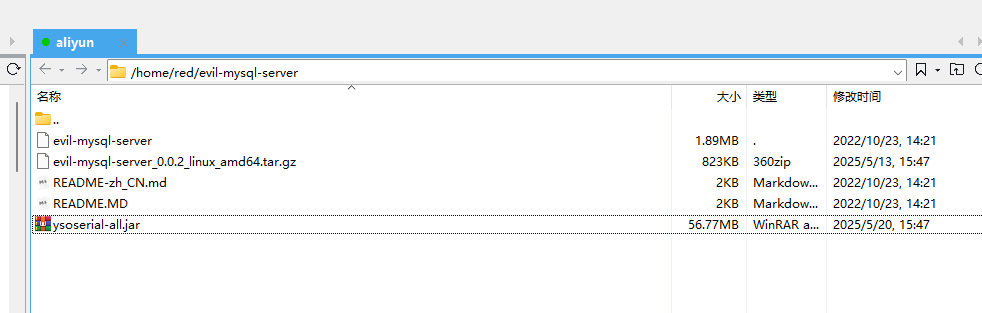 aliyun
/home/red/evil-mysql-server
名称 大小 类型 修改时间
..
evil-mysql-server 1.89MB . 2022/10/23, 14:21
evil-mysql-server_0.0.2_linux_amd64.tar.gz 823KB 360zip 2025/5/13, 15:47
README-zh_CN.md 2KB Markdow... 2022/10/23, 14:21
README.MD 2KB Markdow... 2022/10/23, 14:21
ysoserial-all.jar 56.77MB WinRAR a... 2025/5/20, 15:47